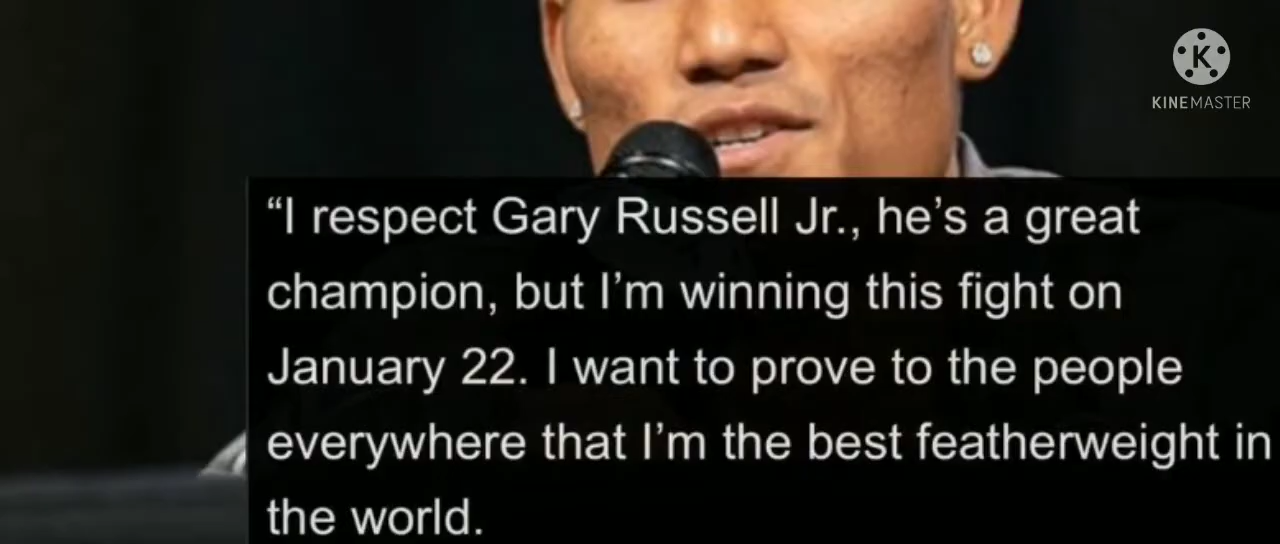 K
KINEMASTER
“I respect Gary Russell Jr., he’s a great
champion, but I’m winning this fight on
January 22. I want to prove to the people
everywhere that I’m the best featherweight in
the world.